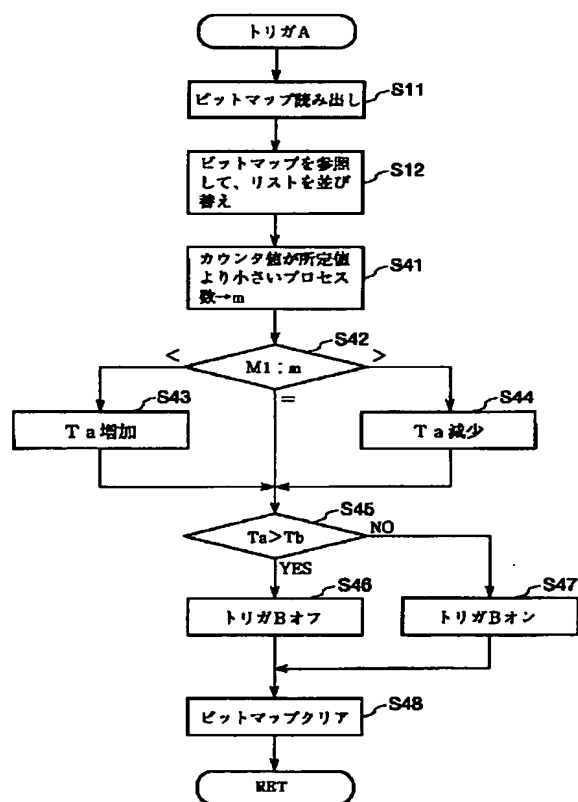 トリガA
ビットマップ読み出し
S11
ビットマップを参照
して、リストを並び
替え
S12
カウンタ値が所定値
より小さいプロセス
数→m
S41
M1:m
S42
<
>
=
Ta増加
S43
Ta減少
S44
Ta>Tb
S45
NO
YES
トリガBオフ
S46
トリガBオン
S47
ビットマップクリア
S48
RET